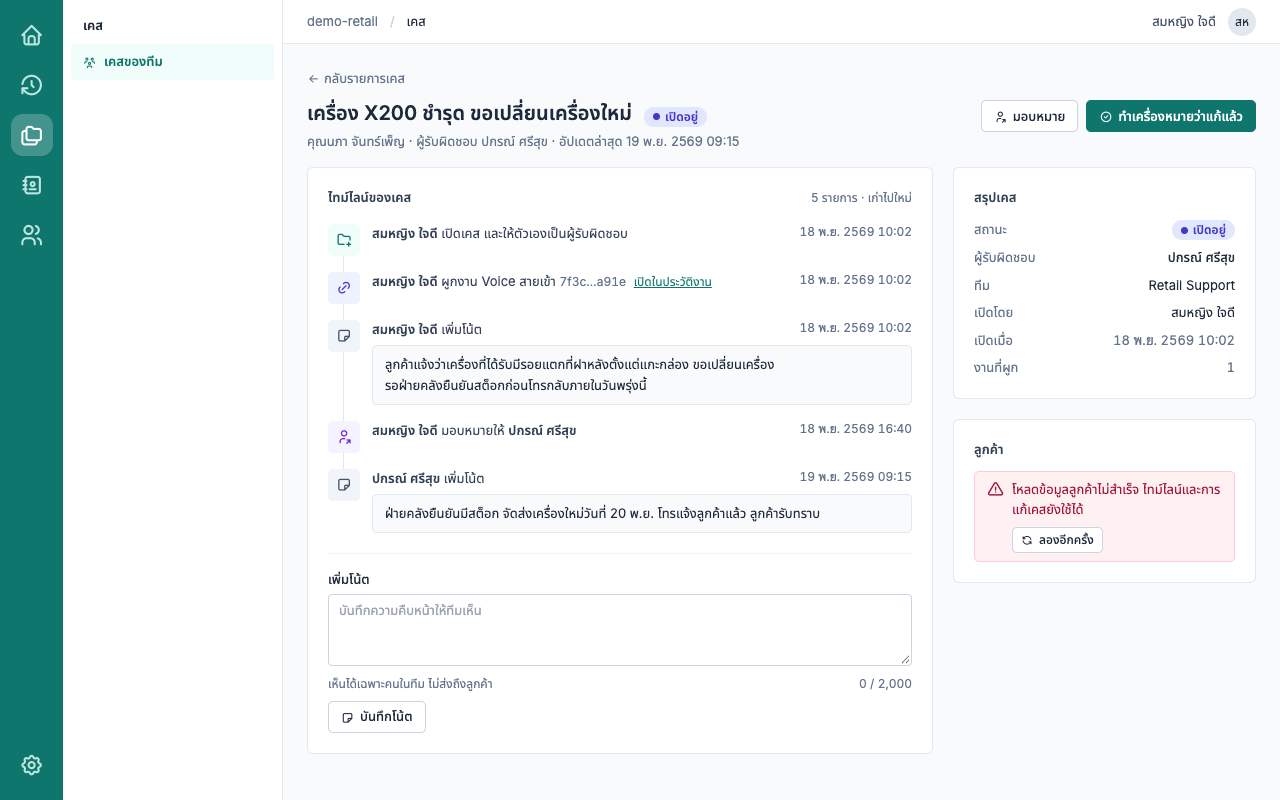 เคส
เคสของทีม
demo-retail / เคส
สมหญิง ใจดี สห
← กลับรายการเคส
เครื่อง X200 ชำรุด ขอเปลี่ยนเครื่องใหม่ เปิดอยู่
คุณนภา จันทร์เพ็ญ · ผู้รับผิดชอบ ปกรณ์ ศรีสุข · อัปเดตล่าสุด 19 พ.ย. 2569 09:15
มอบหมาย
ทำเครื่องหมายว่าแก้แล้ว
ไทม์ไลน์ของเคส
5 รายการ · เก่าไปใหม่
สมหญิง ใจดี เปิดเคส และให้ตัวเองเป็นผู้รับผิดชอบ 18 พ.ย. 2569 10:02
สมหญิง ใจดี ผูกงาน Voice สายเข้า 7f3c…a91e เปิดในประวัติงาน 18 พ.ย. 2569 10:02
สมหญิง ใจดี เพิ่มโน้ต 18 พ.ย. 2569 10:02
ลูกค้าแจ้งว่าเครื่องที่ได้รับมีรอยแตกที่ฝาหลังตั้งแต่แกะกล่อง ขอเปลี่ยนเครื่อง
รอฝ่ายคลังยืนยันสต็อกก่อนโทรกลับภายในวันพรุ่งนี้
สมหญิง ใจดี มอบหมายให้ ปกรณ์ ศรีสุข 18 พ.ย. 2569 16:40
ปกรณ์ ศรีสุข เพิ่มโน้ต 19 พ.ย. 2569 09:15
ฝ่ายคลังยืนยันมีสต็อก จัดส่งเครื่องใหม่วันที่ 20 พ.ย. โทรแจ้งลูกค้าแล้ว ลูกค้ารับทราบ
เพิ่มโน้ต
บันทึกความคืบหน้าให้ทีมเห็น
เห็นได้เฉพาะคนในทีม ไม่ส่งถึงลูกค้า 0 / 2,000
บันทึกโน้ต
สรุปเคส
สถานะ เปิดอยู่
ผู้รับผิดชอบ ปกรณ์ ศรีสุข
ทีม Retail Support
เปิดโดย สมหญิง ใจดี
เปิดเมื่อ 18 พ.ย. 2569 10:02
งานที่ผูก 1
ลูกค้า
โหลดข้อมูลลูกค้าไม่สำเร็จ ไทม์ไลน์และการ
แก้เคสยังใช้ได้
ลองอีกครั้ง